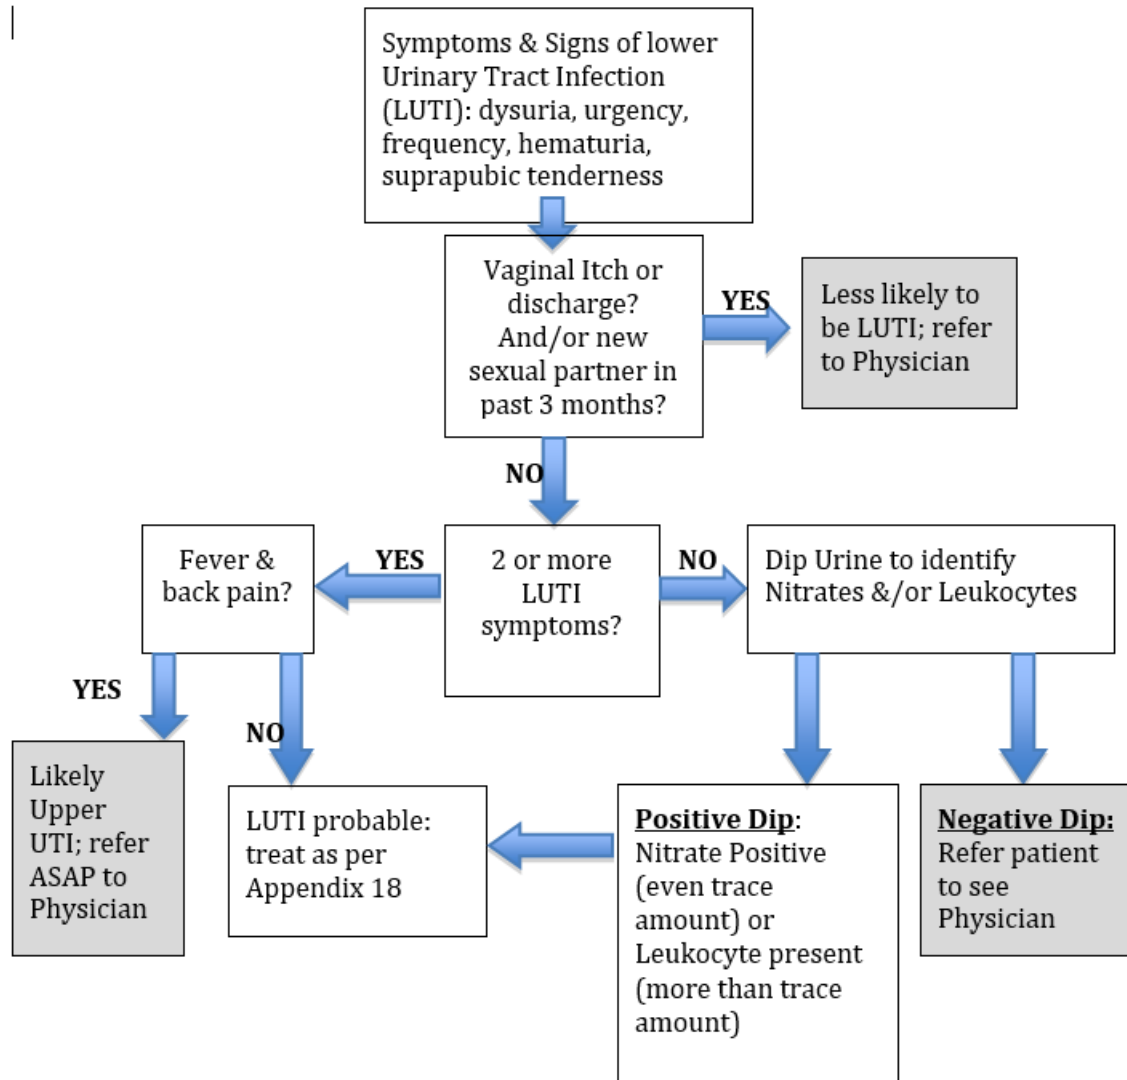 Symptoms & Signs of lower
Urinary Tract Infection
(LUTI): dysuria, urgency,
frequency, hematuria,
suprapubic tenderness
Vaginal Itch or
discharge?
And/or new
sexual partner in
past 3 months?
YES
Less likely to
be LUTI; refer
to Physician
NO
Fever &
back pain?
YES
2 or more
LUTI
symptoms?
NO
Dip Urine to identify
Nitrates &/or Leukocytes
YES
NO
Likely
Upper
UTI; refer
ASAP to
Physician
LUTI probable:
treat as per
Appendix 18
Positive Dip:
Nitrate Positive
(even trace
amount) or
Leukocyte present
(more than trace
amount)
Negative Dip:
Refer patient
to see
Physician